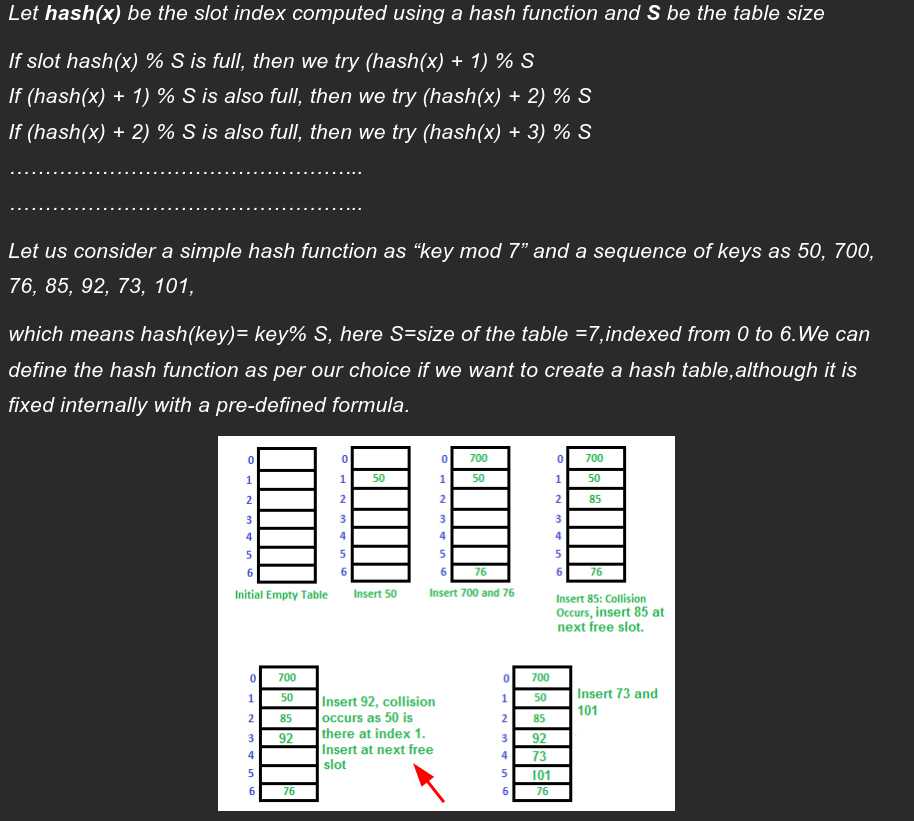 Let hash(x) be the slot index computed using a hash function and S be the table size
If slot hash(x) % S is full, then we try (hash(x) + 1) % S
If (hash(x) + 1) % S is also full, then we try (hash(x) + 2) % S
If (hash(x) + 2) % S is also full, then we try (hash(x) + 3) % S
…………………………………………..
…………………………………………..
Let us consider a simple hash function as “key mod 7” and a sequence of keys as 50, 700,
76, 85, 92, 73, 101,
which means hash(key)= key% S, here S=size of the table =7,indexed from 0 to 6.We can
define the hash function as per our choice if we want to create a hash table,although it is
fixed internally with a pre-defined formula.
0
1
2
3
4
5
6
Initial Empty Table
0
1 50
2
3
4
5
6
Insert 50
0 700
1 50
2
3
4
5
6 76
Insert 700 and 76
0 700
1 50
2 85
3
4
5
6 76
Insert 85: Collision
Occurs, insert 85 at
next free slot.
0 700
1 50
2 85
3 92
4
5
6 76
Insert 92, collision
occurs as 50 is
there at index 1.
Insert at next free
slot
0 700
1 50
2 85
3 92
4 73
5 101
6 76
Insert 73 and
101